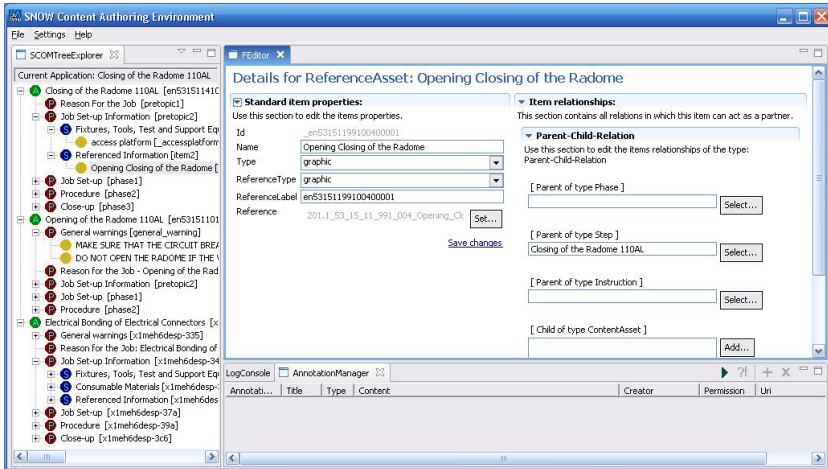 SNOW Content Authoring Environment
File Settings Help
SCOMTreeExplorer
Current Application: Closing of the Radome 110AL
Closing of the Radome 110AL [en531511410
Reason For the Job [pretopic1]
Job Set-up Information [pretopic2]
Fixtures, Tools, Test and Support Eq
access platform [_accessplatform
Referenced Information [item2]
Opening Closing of the Radome [
Job Set-up [phase1]
Procedure [phase2]
Close-up [phase3]
Opening of the Radome 110AL [en53151101
General warnings [general_warning]
MAKE SURE THAT THE CIRCUIT BREA
DO NOT OPEN THE RADOME IF THE
Reason for the Job - Opening of the Rad
Job Set-up Information [pretopic2]
Job Set-up [phase1]
Procedure [phase2]
Electrical Bonding of Electrical Connectors [x
General warnings [x1meh6desp-335]
Reason for the Job: Electrical Bonding of
Job Set-up Information [x1meh6desp-34
Fixtures, Tools, Test and Support Eq
Consumable Materials [x1meh6desp-
Referenced Information [x1meh6des
Job Set-up [x1meh6desp-37a]
Procedure [x1meh6desp-39a]
Close-up [x1meh6desp-3c6]
FEditor
Details for ReferenceAsset: Opening Closing of the Radome
Standard item properties:
Use this section to edit the items properties.
Id _en53151199100400001
Name Opening Closing of the Radome
Type graphic
ReferenceType graphic
ReferenceLabel en53151199100400001
Reference 201.1_53_15_11_991_004_Opening_Clo Set...
Save changes
Item relationships:
This section contains all relations in which this item can act as a partner.
Parent-Child-Relation
Use this section to edit the items relationships of the type:
Parent-Child-Relation
[ Parent of type Phase ]
Select...
[ Parent of type Step ]
Closing of the Radome 110AL Select...
[ Parent of type Instruction ]
Select...
[ Child of type ContentAsset ]
Add...
LogConsole AnnotationManager
?!
Annotati... Title Type Content Creator Permission Uri